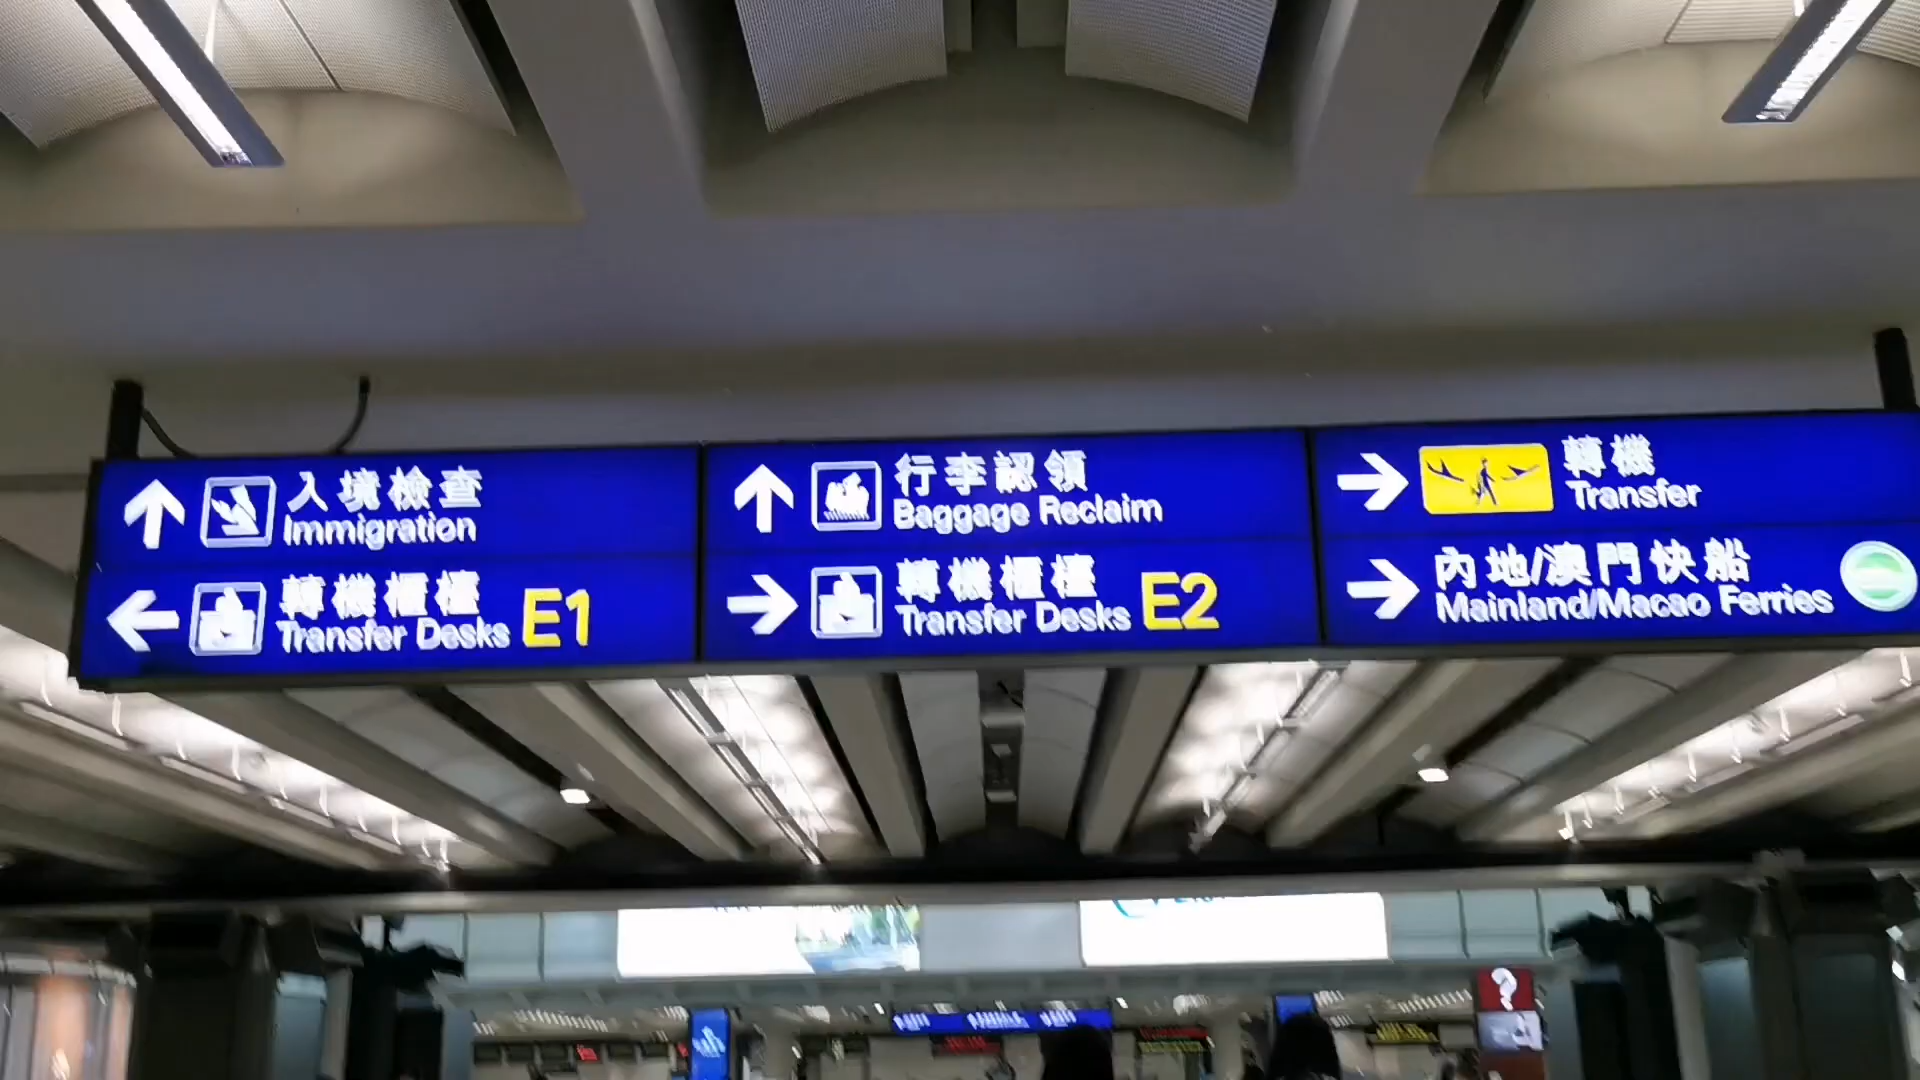 入境檢查
Immigration
轉機櫃檯
Transfer Desks E1
行李認領
Baggage Reclaim
轉機櫃檯
Transfer Desks E2
轉機
Transfer
內地/澳門快船
Mainland/Macao Ferries
?